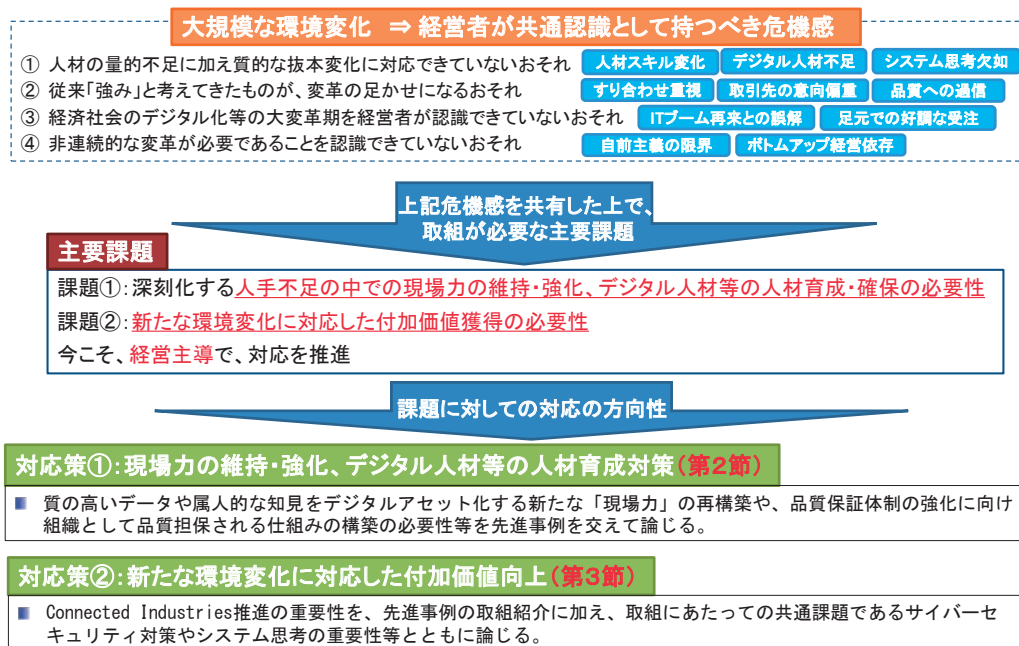 大規模な環境変化 ⇒ 経営者が共通認識として持つべき危機感
① 人材の量的不足に加え質的な抜本変化に対応できていないおそれ 人材スキル変化 デジタル人材不足 システム思考欠如
② 従来「強み」と考えてきたものが、変革の足かせになるおそれ すり合わせ重視 取引先の意向偏重 品質への過信
③ 経済社会のデジタル化等の大変革期を経営者が認識できていないおそれ ITブーム再来との誤解 足元での好調な受注
④ 非連続的な変革が必要であることを認識できていないおそれ 自前主義の限界 ボトムアップ経営依存
上記危機感を共有した上で、
取組が必要な主要課題
主要課題
課題①:深刻化する人手不足の中での現場力の維持・強化、デジタル人材等の人材育成・確保の必要性
課題②:新たな環境変化に対応した付加価値獲得の必要性
今こそ、経営主導で、対応を推進
課題に対しての対応の方向性
対応策①:現場力の維持・強化、デジタル人材等の人材育成対策(第2節)
■ 質の高いデータや属人的な知見をデジタルアセット化する新たな「現場力」の再構築や、品質保証体制の強化に向け
組織として品質担保される仕組みの構築の必要性等を先進事例を交えて論じる。
対応策②:新たな環境変化に対応した付加価値向上(第3節)
■ Connected Industries推進の重要性を、先進事例の取組紹介に加え、取組にあたっての共通課題であるサイバーセ
キュリティ対策やシステム思考の重要性等とともに論じる。